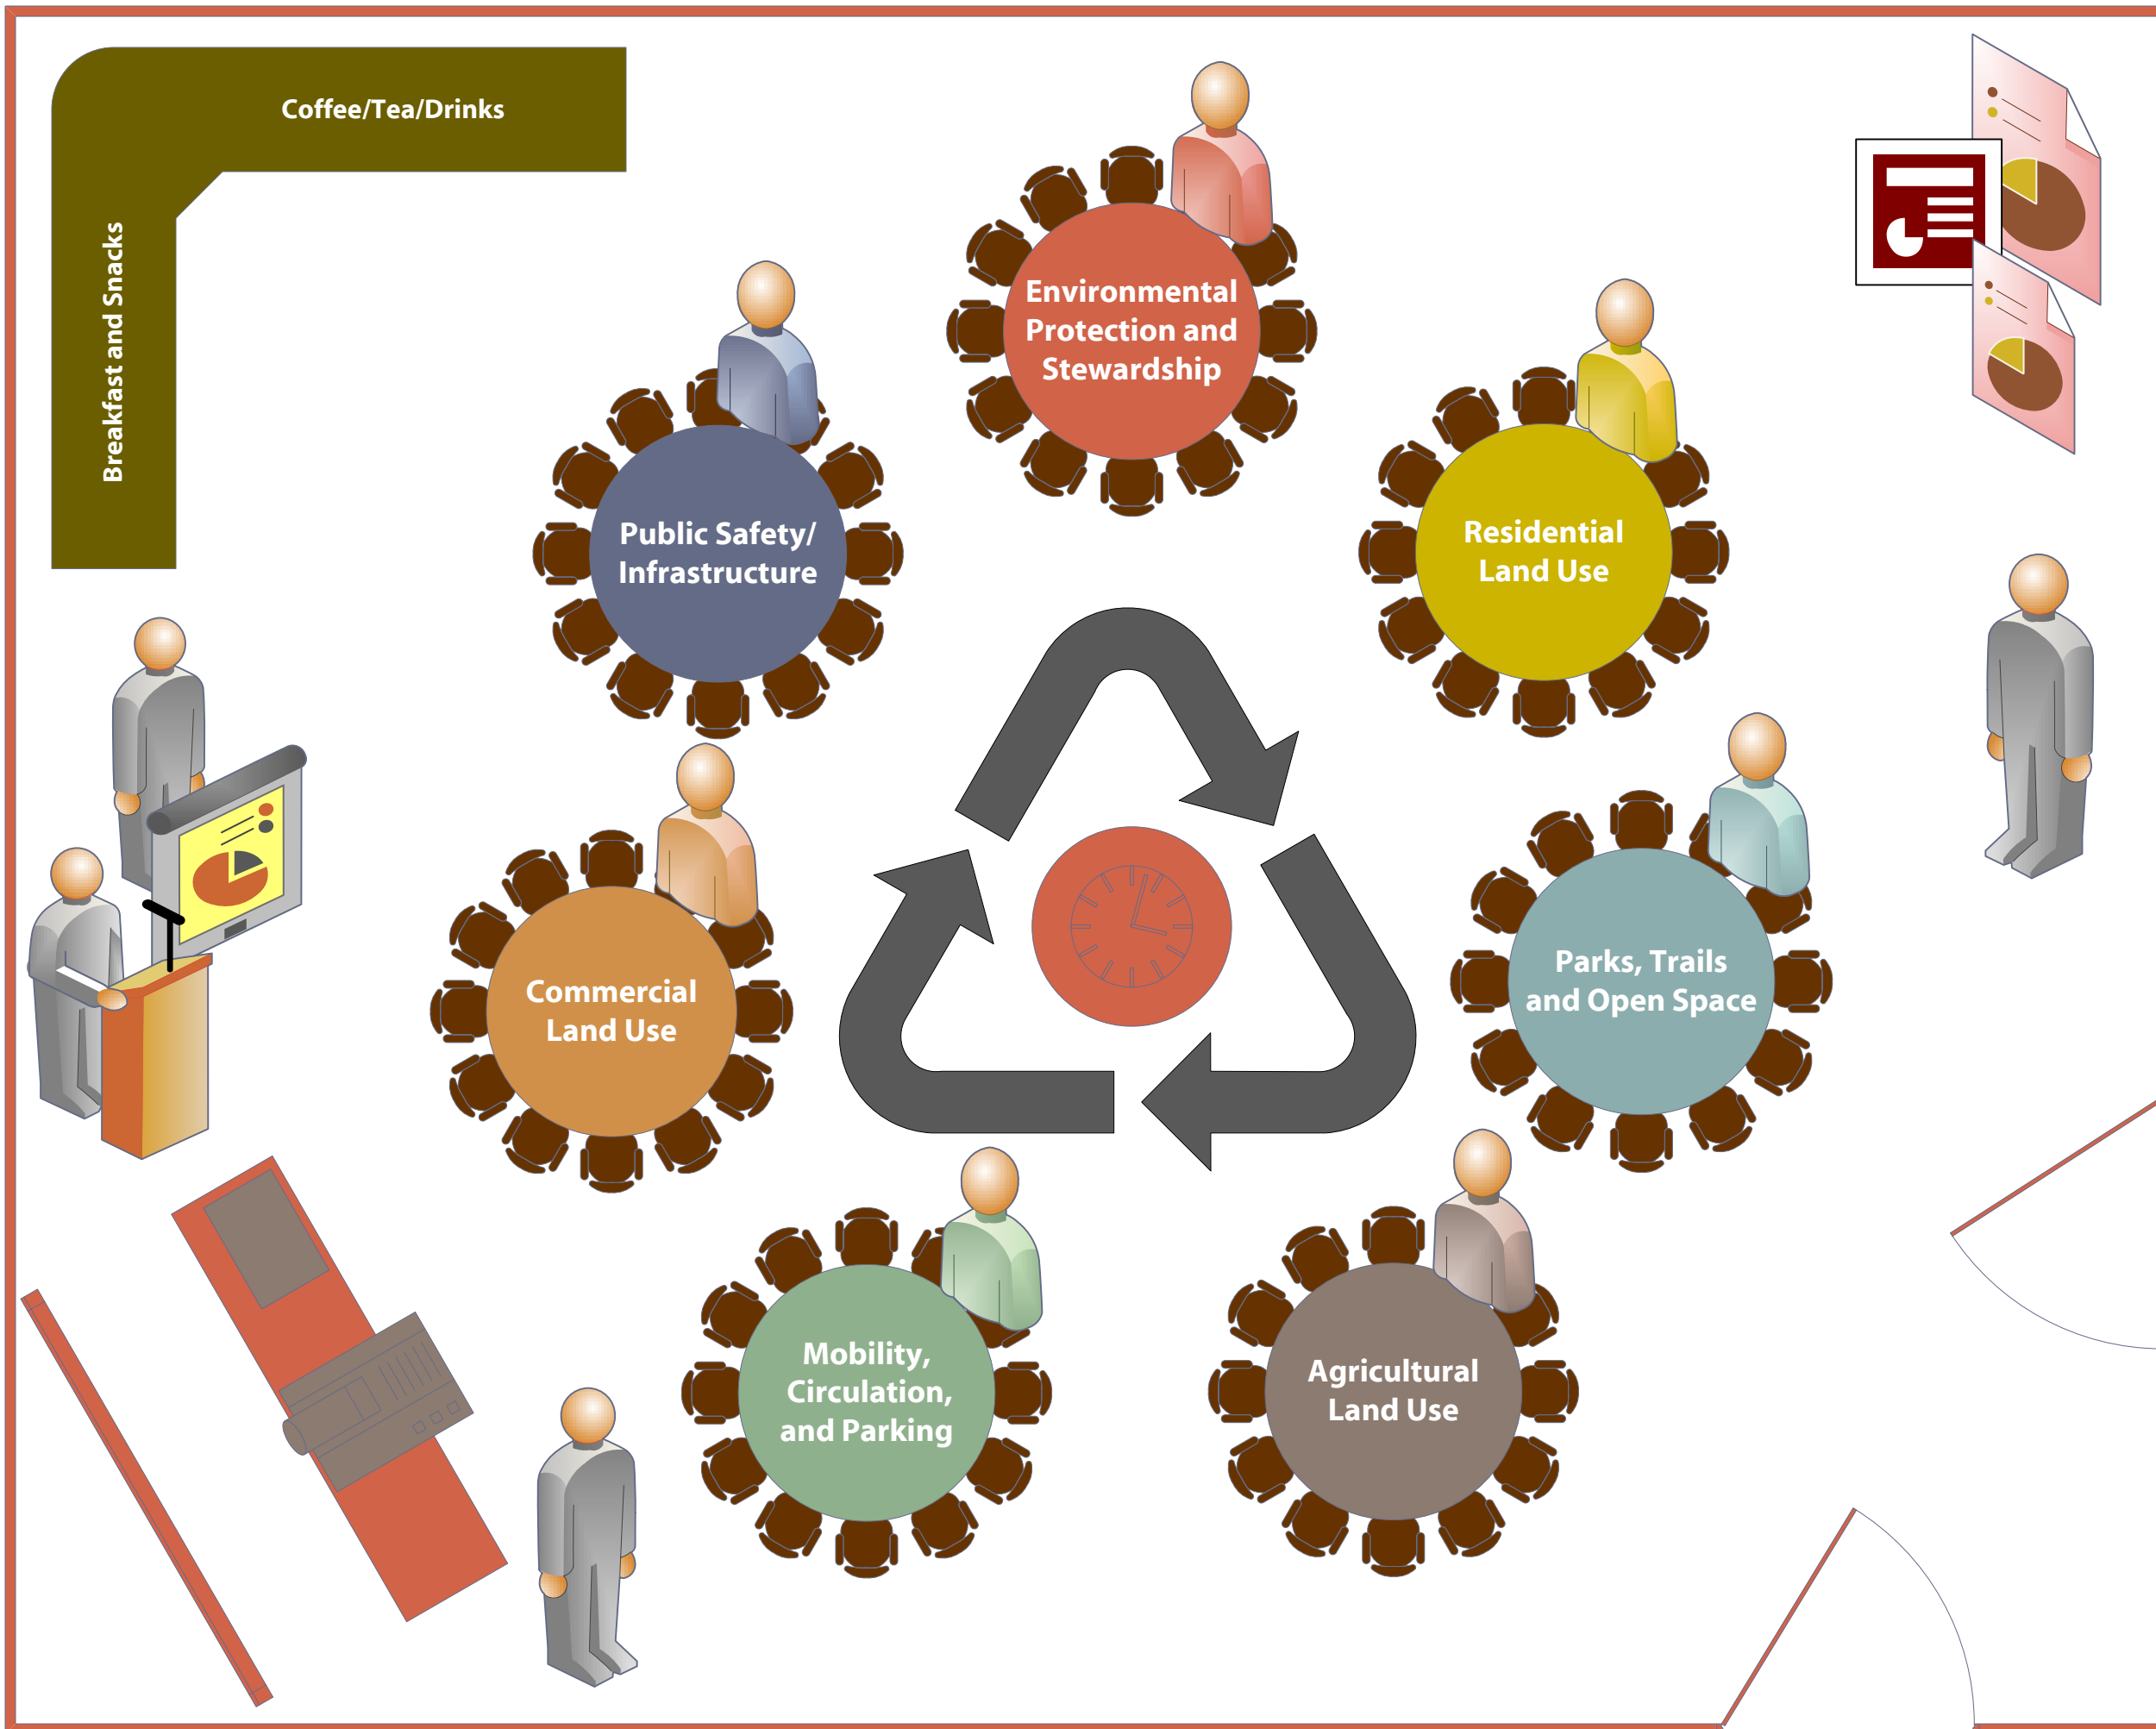 Coffee/Tea/Drinks
Breakfast and Snacks
Environmental
Protection and
Stewardship
Public Safety/
Infrastructure
Residential
Land Use
Commercial
Land Use
Parks, Trails
and Open Space
Mobility,
Circulation,
and Parking
Agricultural
Land Use